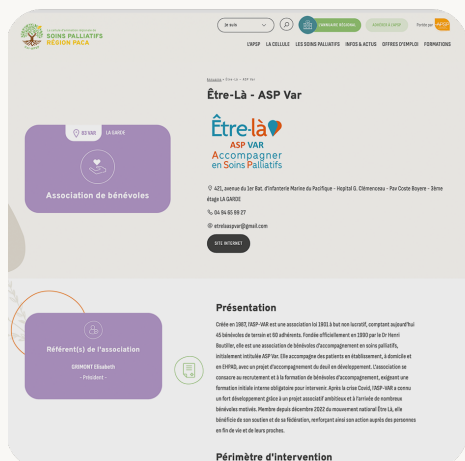 SOINS PALLIATIFS
RÉGION PACA
Je suis
L'ANNUAIRE RÉGIONAL
ADHÉRER À L'APSP
Portée par
L'APSP LA CELLULE LES SOINS PALLIATIFS INFOS & ACTUS OFFRES D'EMPLOI FORMATIONS
Être-Là - ASP Var
83 VAR LA GARDE
Association de bénévoles
Être-là
ASP VAR
Accompagner
en Soins Palliatifs
421, avenue du 1er Bat. d'Infanterie Marine du Pacifique - Hopital G. Clémenceau - Pav Coste Boyere - 3ème
étage LA GARDE
04 94 65 99 27
etrelaaspvar@gmail.com
SITE INTERNET
Référent(s) de l'association
GRIMONT Elisabeth
- Président -
Présentation
Créée en 1987, l'ASP-VAR est une association loi 1901 à but non lucratif, comptant aujourd'hui
45 bénévoles de terrain et 60 adhérents. Fondée officiellement en 1990 par le Dr Henri
Boutiller, elle est une association de bénévoles d'accompagnement en soins palliatifs,
initialement intitulée ASP Var. Elle accompagne des patients en établissement, à domicile et
en EHPAD, avec un projet d'accompagnement du deuil en développement. L'association se
consacre au recrutement et à la formation de bénévoles d'accompagnement, exigeant une
formation initiale interne obligatoire pour intervenir. Après la crise Covid, l'ASP-VAR a connu
un fort développement grâce à un projet associatif ambitieux et à l'arrivée de nombreux
bénévoles motivés. Membre depuis décembre 2022 du mouvement national Être Là, elle
bénéficie de son soutien et de sa fédération, renforçant ainsi son action auprès des personnes
en fin de vie et de leurs proches.
Périmètre d'intervention